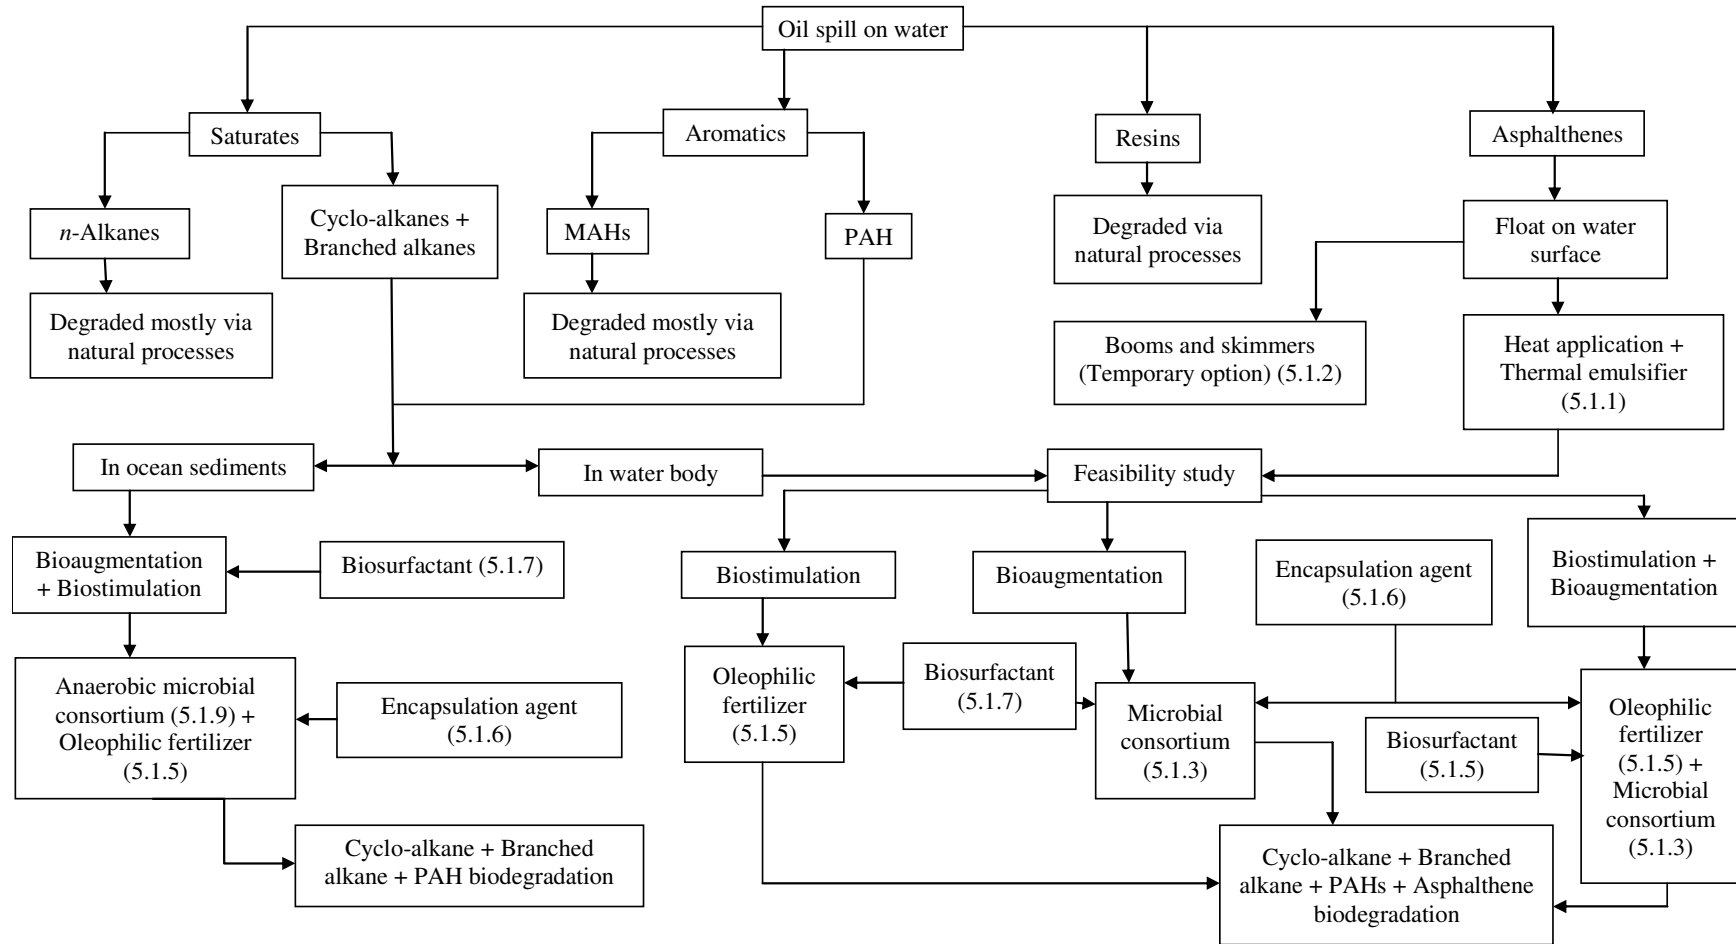 Oil spill on water
Saturates
Aromatics
Resins
Asphalthenes
n-Alkanes
Cyclo-alkanes +
Branched alkanes
MAHs
PAH
Degraded via
natural processes
Float on water
surface
Degraded mostly via
natural processes
Degraded mostly via
natural processes
Booms and skimmers
(Temporary option) (5.1.2)
Heat application +
Thermal emulsifier
(5.1.1)
In ocean sediments
In water body
Feasibility study
Bioaugmentation
+ Biostimulation
Biosurfactant (5.1.7)
Biostimulation
Bioaugmentation
Encapsulation agent
(5.1.6)
Biostimulation +
Bioaugmentation
Anaerobic microbial
consortium (5.1.9) +
Oleophilic fertilizer
(5.1.5)
Encapsulation agent
(5.1.6)
Oleophilic
fertilizer
(5.1.5)
Biosurfactant
(5.1.7)
Microbial
consortium
(5.1.3)
Biosurfactant
(5.1.5)
Oleophilic
fertilizer
(5.1.5) +
Microbial
consortium
(5.1.3)
Cyclo-alkane + Branched
alkane + PAH biodegradation
Cyclo-alkane + Branched
alkane + PAHs + Asphalthene
biodegradation